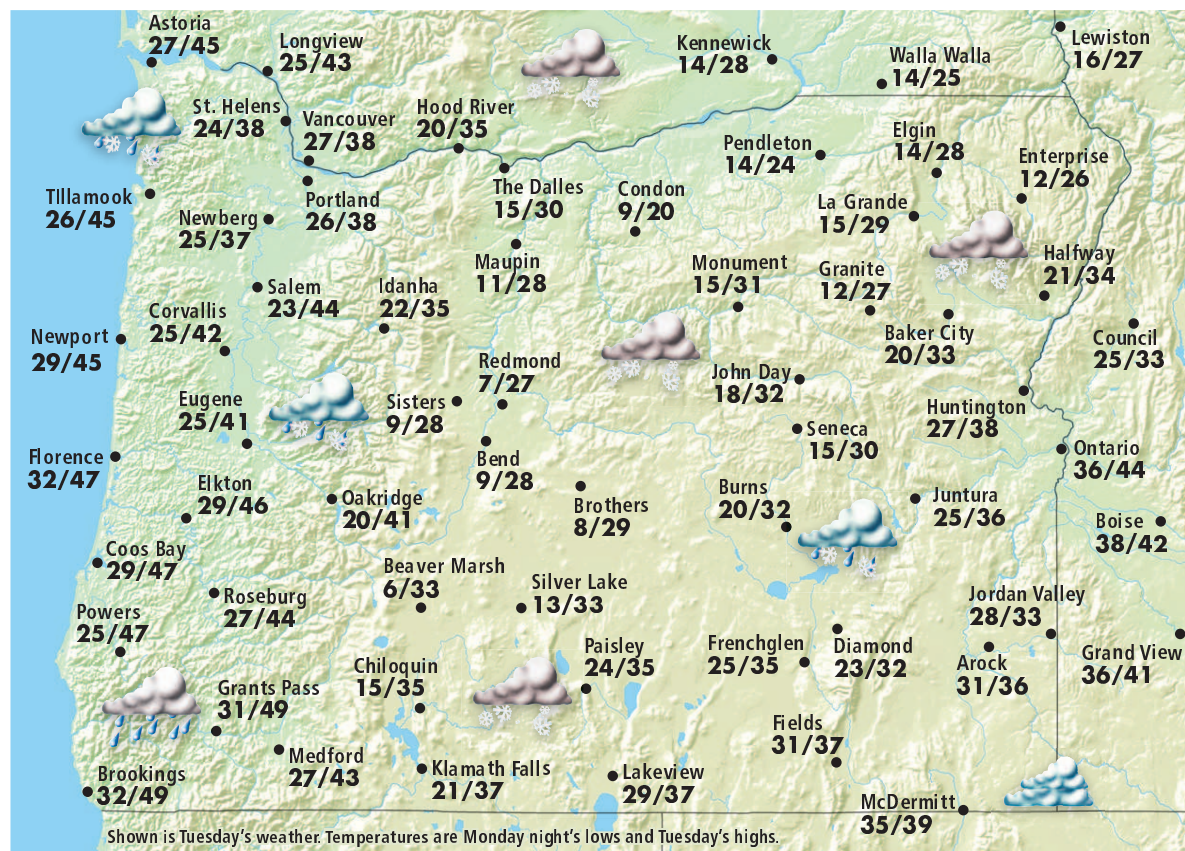 Astoria
27/45
Longview
25/43
Kennewick
14/28
Walla Walla
14/25
Lewiston
16/27
St. Helens
24/38
Vancouver
27/38
Hood River
20/35
Pendleton
14/24
Elgin
14/28
Enterprise
12/26
TIllamook
26/45
Newberg
25/37
Portland
26/38
The Dalles
15/30
Condon
9/20
La Grande
15/29
Maupin
11/28
Monument
15/31
Granite
12/27
Halfway
21/34
Salem
23/44
Idanha
22/35
Corvallis
25/42
Newport
29/45
Baker City
20/33
Council
25/33
Redmond
7/27
John Day
18/32
Eugene
25/41
Sisters
9/28
Huntington
27/38
Seneca
15/30
Ontario
36/44
Florence
32/47
Bend
9/28
Elkton
29/46
Oakridge
20/41
Brothers
8/29
Burns
20/32
Juntura
25/36
Boise
38/42
Coos Bay
29/47
Beaver Marsh
6/33
Silver Lake
13/33
Roseburg
27/44
Jordan Valley
28/33
Powers
25/47
Paisley
24/35
Frenchglen
25/35
Diamond
23/32
Arock
31/36
Grand View
36/41
Chiloquin
15/35
Grants Pass
31/49
Fields
31/37
Medford
27/43
Klamath Falls
21/37
Lakeview
29/37
Brookings
32/49
McDermitt
35/39
Shown is Tuesday's weather. Temperatures are Monday night's lows and Tuesday's highs.